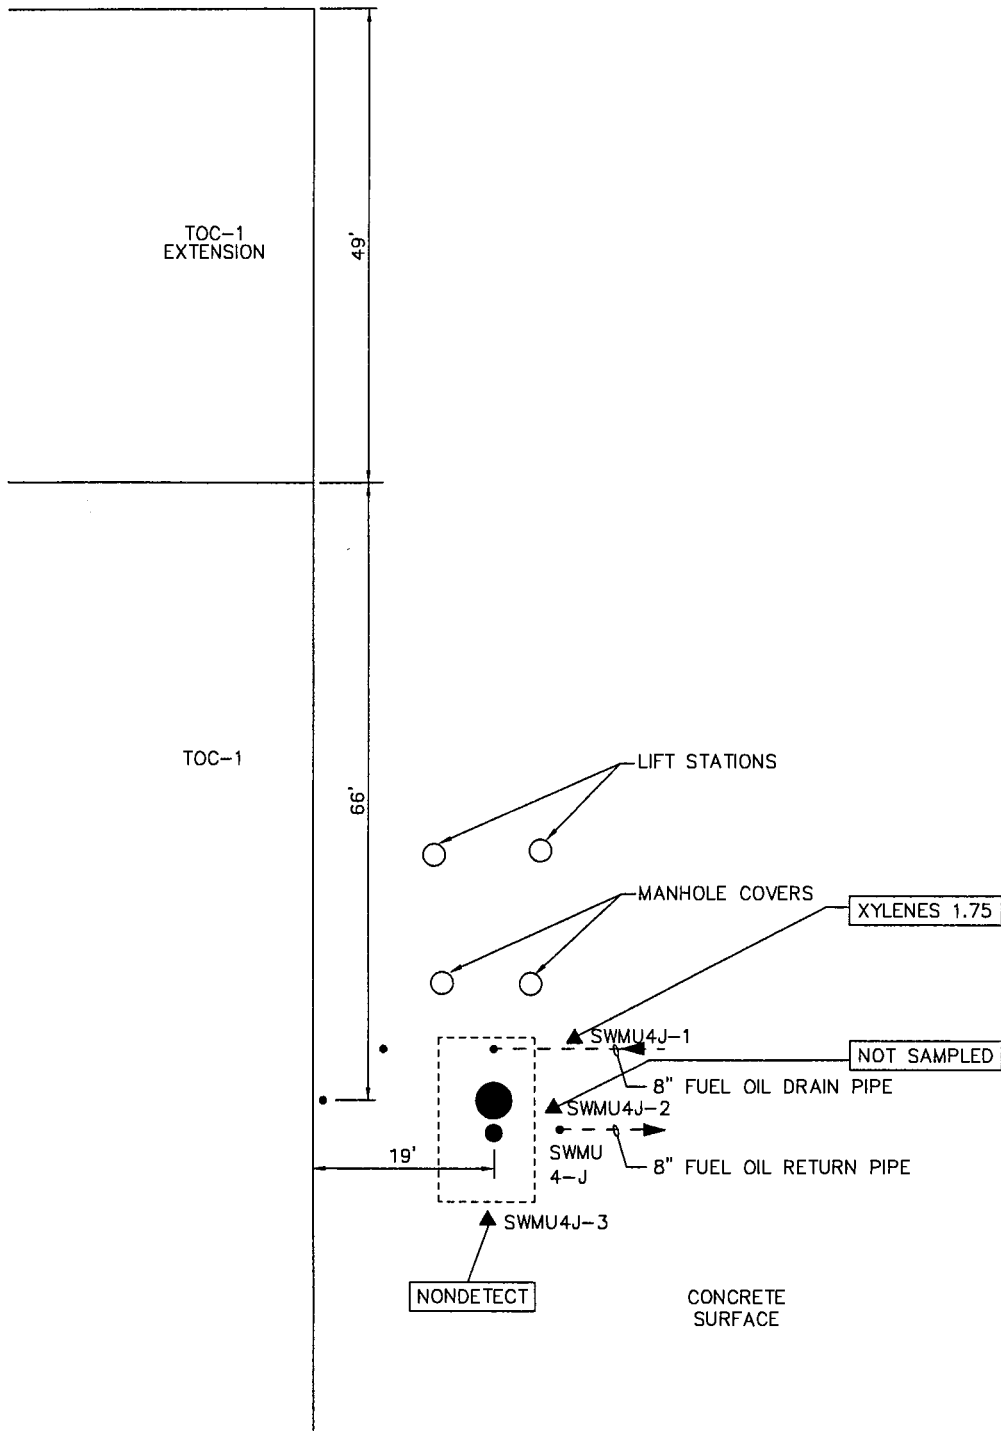 TOC-1
EXTENSION
49'
TOC-1
66'
LIFT STATIONS
MANHOLE COVERS
XYLENES 1.75
SWMU4J-1
NOT SAMPLED
8" FUEL OIL DRAIN PIPE
SWMU4J-2
19'
SWMU
4-J
8" FUEL OIL RETURN PIPE
SWMU4J-3
NONDETECT
CONCRETE
SURFACE